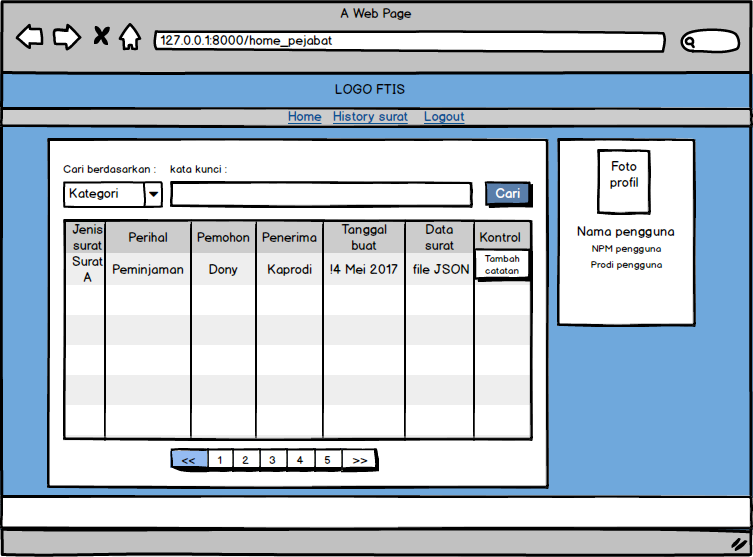 A Web Page
127.0.0.1:8000/home_pejabat
LOGO FTIS
Home History surat Logout
Cari berdasarkan : kata kunci :
Kategori
Cari
Jenis surat Perihal Pemohon Penerima Tanggal buat Data surat Kontrol
Surat A Peminjaman Dony Kaprodi !4 Mei 2017 file JSON Tambah catatan
<< 1 2 3 4 5 >>
Foto
profil
Nama pengguna
NPM pengguna
Prodi pengguna